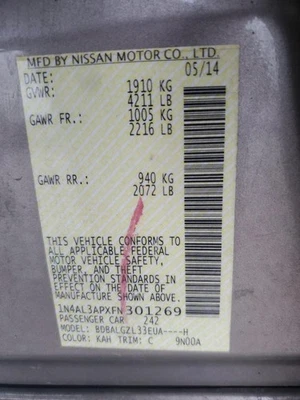 MFD BY NISSAN MOTOR CO., LTD.
DATE: 05/14
GVWR: 1910 KG
4211 LB
GAWR FR.: 1005 KG
2216 LB
GAWR RR.: 940 KG
2072 LB
THIS VEHICLE CONFORMS TO
ALL APPLICABLE FEDERAL
MOTOR VEHICLE SAFETY,
BUMPER, AND THEFT
PREVENTION STANDARDS IN
EFFECT ON THE DATE OF
MANUFACTURE SHOWN ABOVE.
1N4AL3APXFN301269
PASSENGER CAR 242
MODEL: BDBALGZL33EUA----H
COLOR: KAH TRIM: C 9N00A